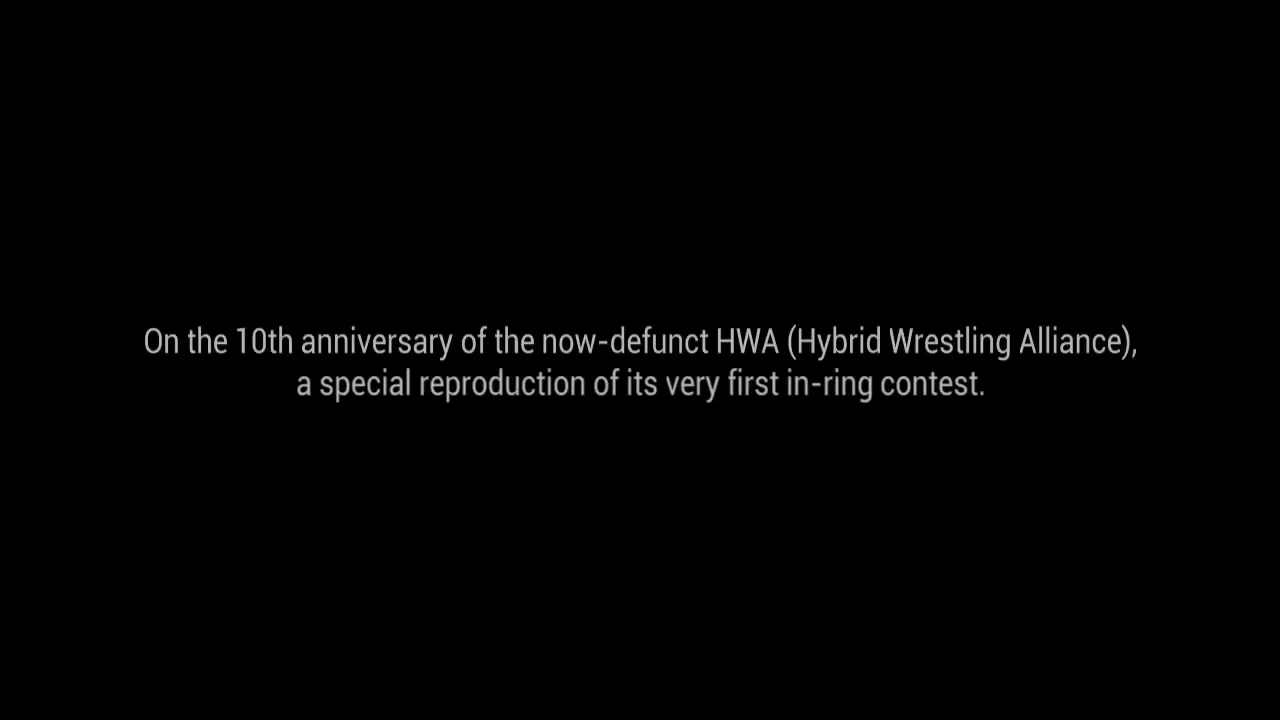 On the 10th anniversary of the now-defunct HWA (Hybrid Wrestling Alliance),
a special reproduction of its very first in-ring contest.